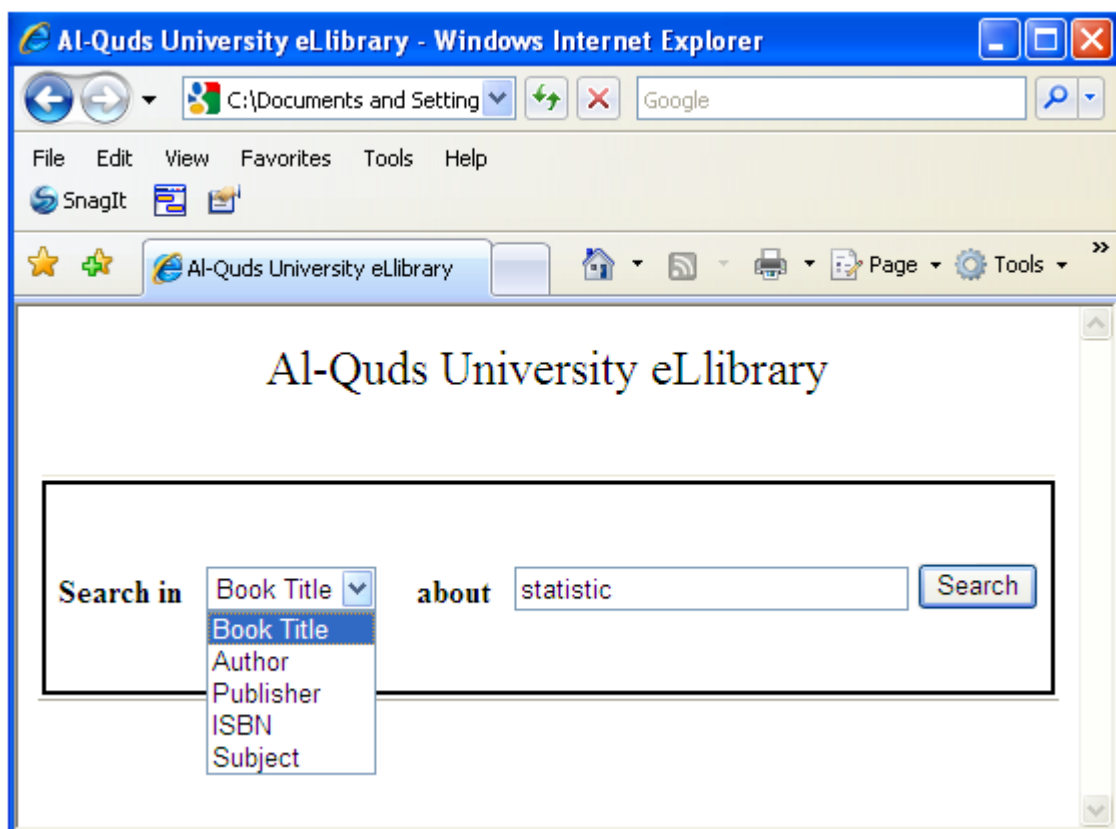 Al-Quds University eLlibrary - Windows Internet Explorer
C:\Documents and Setting
Google
File Edit View Favorites Tools Help
SnagIt
Al-Quds University eLlibrary
Page Tools »
Al-Quds University eLlibrary
Search in Book Title about statistic Search
Book Title
Author
Publisher
ISBN
Subject